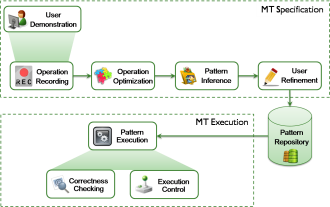 MT Specification
User
Demonstration
REC
Operation
Recording
Operation
Optimization
Pattern
Inference
User
Refinement
MT Execution
Pattern
Execution
Pattern
Repository
Correctness
Checking
Execution
Control